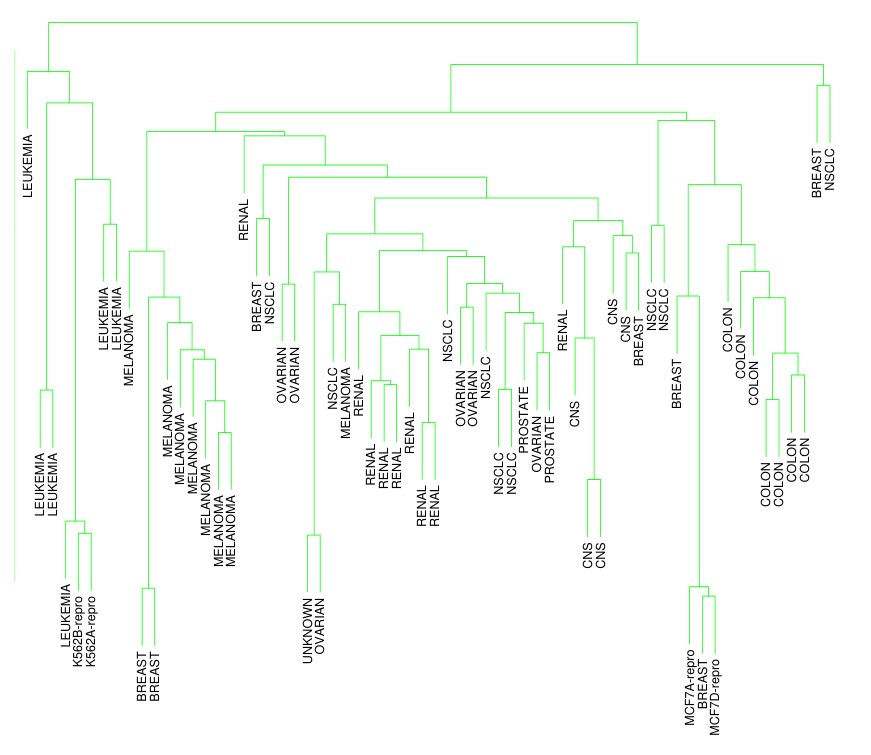 LEUKEMIA
LEUKEMIA
LEUKEMIA
LEUKEMIA
K562B-repro
K562A-repro
LEUKEMIA
LEUKEMIA
MELANOMA
BREAST
BREAST
MELANOMA
MELANOMA
MELANOMA
MELANOMA
MELANOMA
MELANOMA
RENAL
BREAST
NSCLC
OVARIAN
OVARIAN
UNKNOWN
OVARIAN
NSCLC
MELANOMA
RENAL
RENAL
RENAL
RENAL
RENAL
RENAL
RENAL
NSCLC
OVARIAN
OVARIAN
NSCLC
NSCLC
NSCLC
PROSTATE
OVARIAN
PROSTATE
RENAL
CNS
CNS
CNS
CNS
CNS
BREAST
NSCLC
NSCLC
BREAST
MCF7A-repro
BREAST
MCF7D-repro
COLON
COLON
COLON
COLON
COLON
COLON
COLON
BREAST
NSCLC